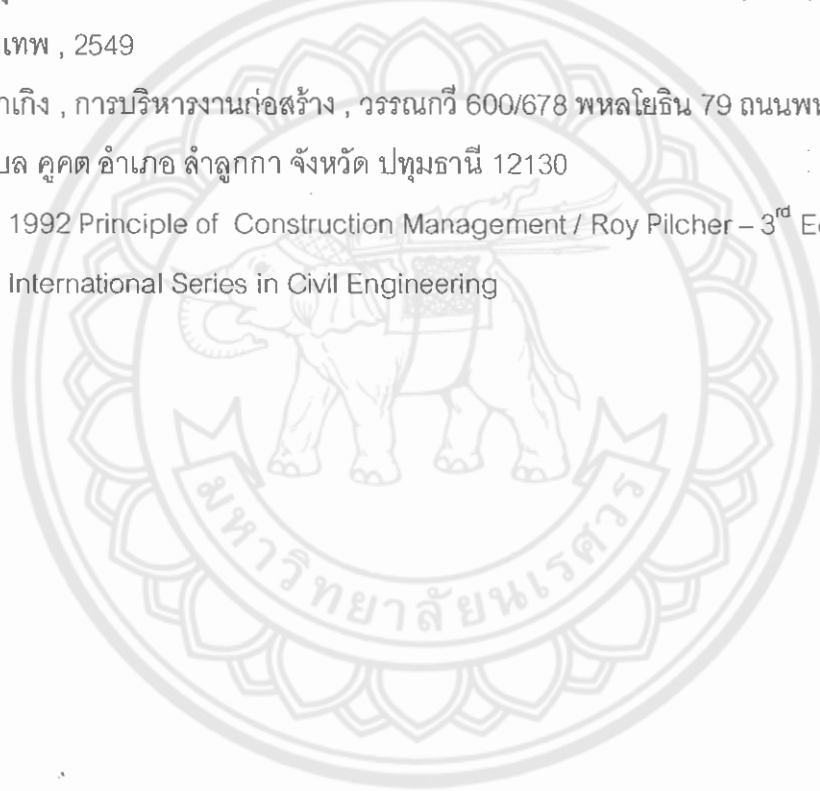 เทพ , 2549
าเกิง , การบริหารงานก่อสร้าง , วรรณกวี 600/678 พหลโยธิน 79 ถนนพห
บล คูคต อำเภอ ลำลูกกา จังหวัด ปทุมธานี 12130
1992 Principle of Construction Management / Roy Pilcher – 3rd Ed
International Series in Civil Engineering
มหาวิทยาลัยนเรศวร